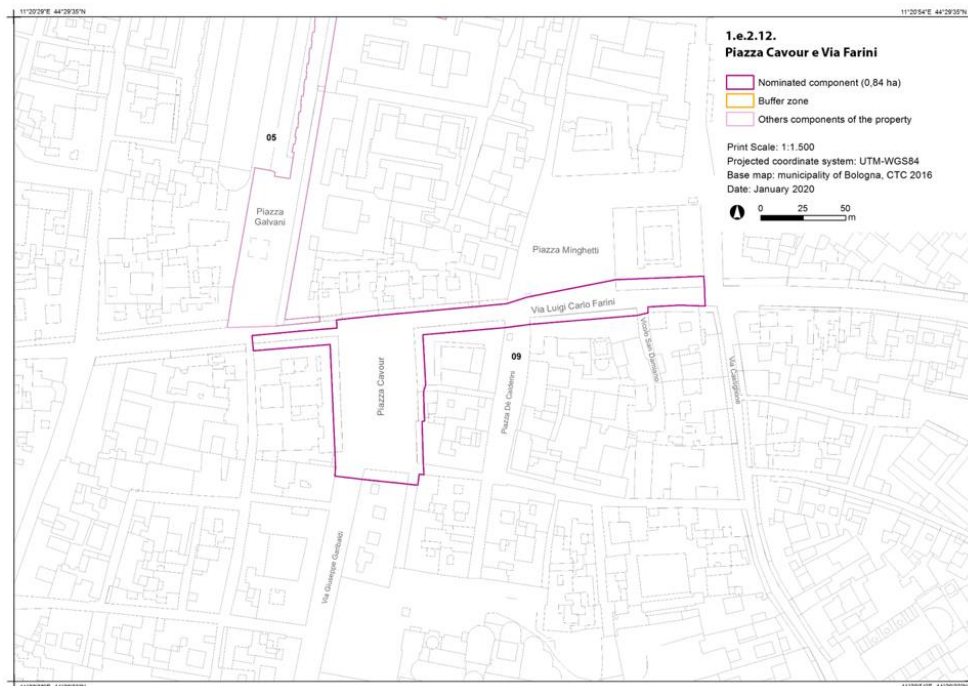 11°20'29"E 44°29'35"N
11°20'54"E 44°29'35"N
1.e.2.12.
Piazza Cavour e Via Farini
Nominated component (0,84 ha)
Buffer zone
Others components of the property
Print Scale: 1:1.500
Projected coordinate system: UTM-WGS84
Base map: municipality of Bologna, CTC 2016
Date: January 2020
0 25 50
m
05
Piazza
Galvani
Piazza Minghetti
Via Luigi Carlo Farini
Vicolo San Damiano
Via Castiglione
09
Piazza Cavour
Piazza De Calderini
Via Giuseppe Garibaldi